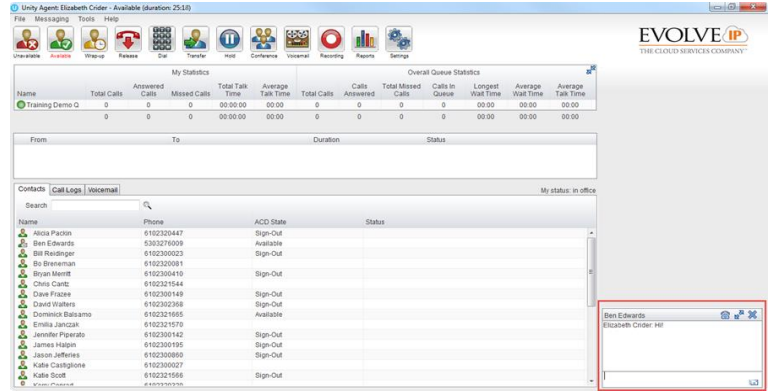 Unity Agent: Elizabeth Crider - Available (duration: 25:18)
File Messaging Tools Help
Unavailable Available Wrap-up Release Dial Transfer Hold Conference Voicemail Recording Reports Settings
EVOLVE IP
THE CLOUD SERVICES COMPANY
My Statistics Overall Queue Statistics
Name Total Calls Answered Calls Missed Calls Total Talk Time Average Talk Time Total Calls Calls Answered Total Missed Calls Calls In Queue Longest Wait Time Average Wait Time Average Talk Time
Training Demo Q 0 0 0 00:00:00 00:00 0 0 0 0 00:00 00:00 00:00
0 0 0 00:00:00 00:00 0 0 0 0 00:00 00:00 00:00
From To Duration Status
Contacts Call Logs Voicemail My status: in office
Search
Name Phone ACD State Status
Alicia Packin 6102320447 Sign-Out
Ben Edwards 5303276009 Available
Bill Reidinger 6102300023 Sign-Out
Bo Breneman 6102320081
Bryan Merritt 6102300410 Sign-Out
Chris Cantz 6102321544
Dave Frazee 6102300149 Sign-Out
David Walters 6102302368 Sign-Out
Dominick Balsamo 6102321665 Available
Emilia Janczak 6102321570
Jennifer Piperato 6102300142 Sign-Out
James Halpin 6102300195 Sign-Out
Jason Jefferies 6102300860 Sign-Out
Katie Castiglione 6102300027
Katie Scott 6102321566 Sign-Out
Ben Edwards
Elizabeth Crider: Hi!